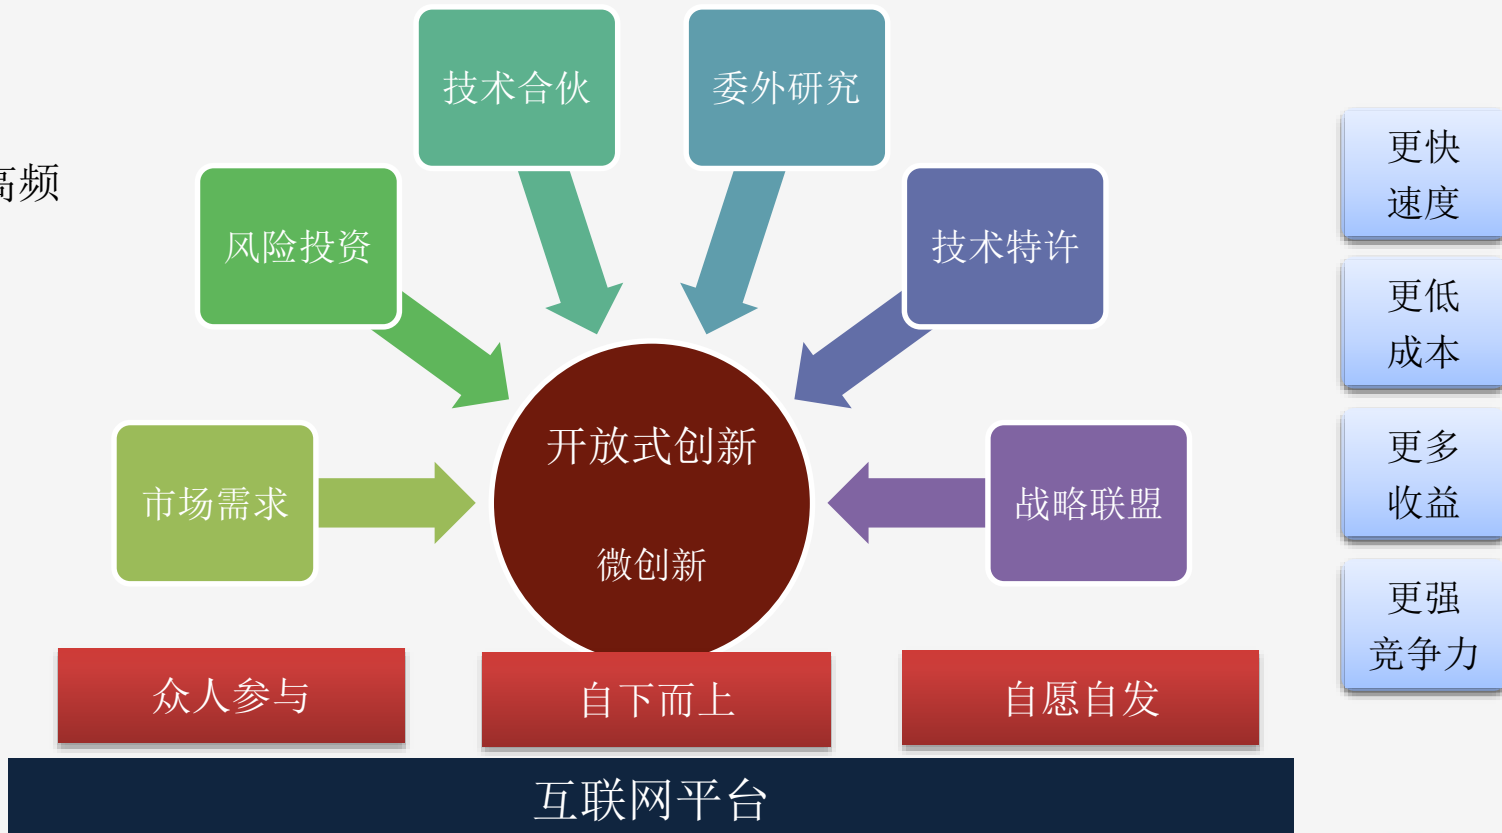 技术合伙
委外研究
高频
风险投资
技术特许
市场需求
开放式创新
微创新
战略联盟
众人参与
自下而上
自愿自发
互联网平台
更快
速度
更低
成本
更多
收益
更强
竞争力